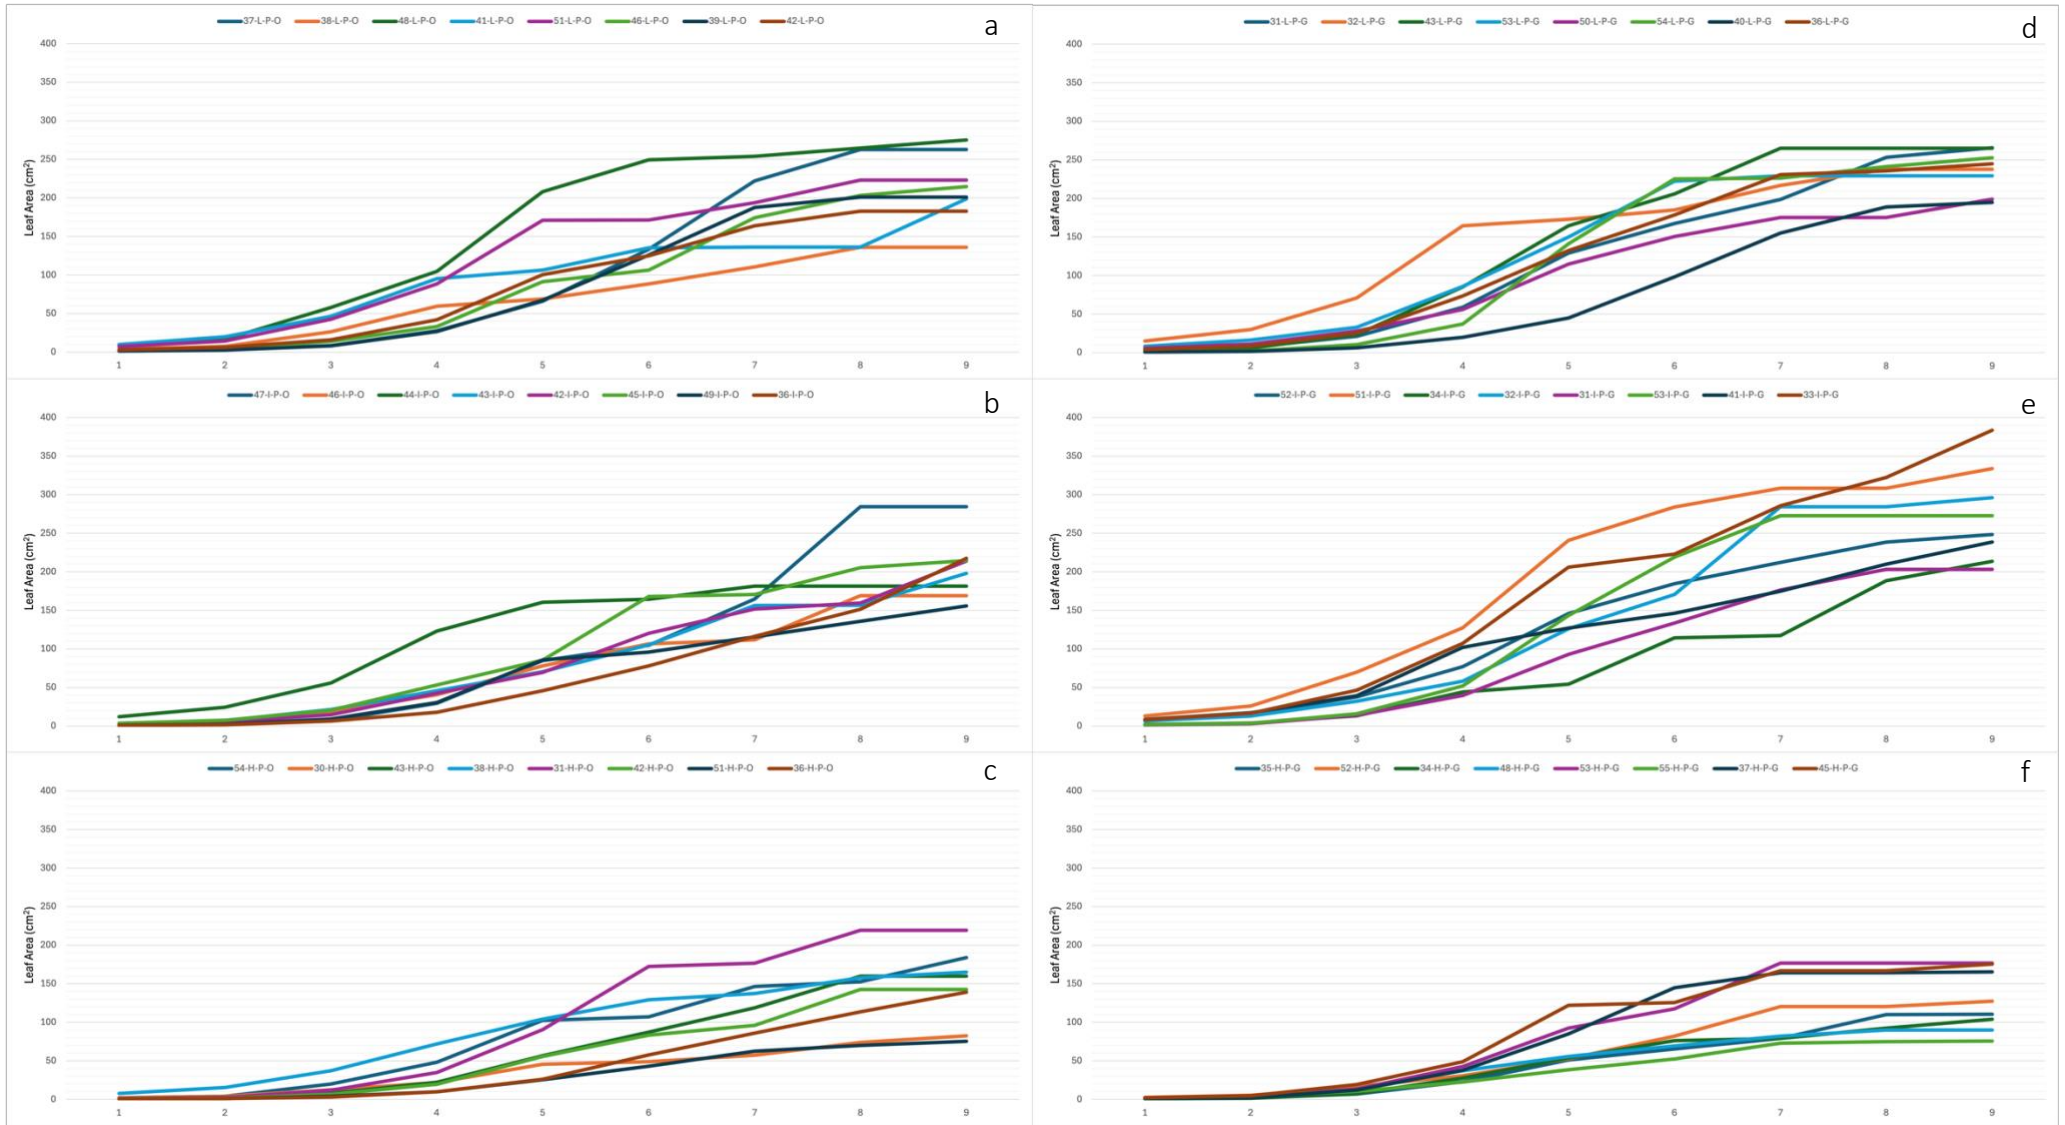 37-L-P-O 38-L-P-O 48-L-P-O 41-L-P-O 51-L-P-O 46-L-P-O 39-L-P-O 42-L-P-O
a
400
350
300
250
200
150
100
50
0
Leaf Area (cm²)
1 2 3 4 5 6 7 8 9
47-I-P-O 46-I-P-O 44-I-P-O 43-I-P-O 42-I-P-O 45-I-P-O 49-I-P-O 36-I-P-O
b
400
350
300
250
200
150
100
50
0
Leaf Area (cm²)
1 2 3 4 5 6 7 8 9
54-H-P-O 30-H-P-O 43-H-P-O 38-H-P-O 31-H-P-O 42-H-P-O 51-H-P-O 36-H-P-O
c
400
350
300
250
200
150
100
50
0
Leaf Area (cm²)
1 2 3 4 5 6 7 8 9
31-L-P-G 32-L-P-G 43-L-P-G 53-L-P-G 50-L-P-G 54-L-P-G 40-L-P-G 36-L-P-G
d
400
350
300
250
200
150
100
50
0
Leaf Area (cm²)
1 2 3 4 5 6 7 8 9
52-I-P-G 51-I-P-G 34-I-P-G 32-I-P-G 31-I-P-G 53-I-P-G 41-I-P-G 33-I-P-G
e
400
350
300
250
200
150
100
50
0
Leaf Area (cm²)
1 2 3 4 5 6 7 8 9
35-H-P-G 52-H-P-G 34-H-P-G 48-H-P-G 53-H-P-G 55-H-P-G 37-H-P-G 45-H-P-G
f
400
350
300
250
200
150
100
50
0
Leaf Area (cm²)
1 2 3 4 5 6 7 8 9